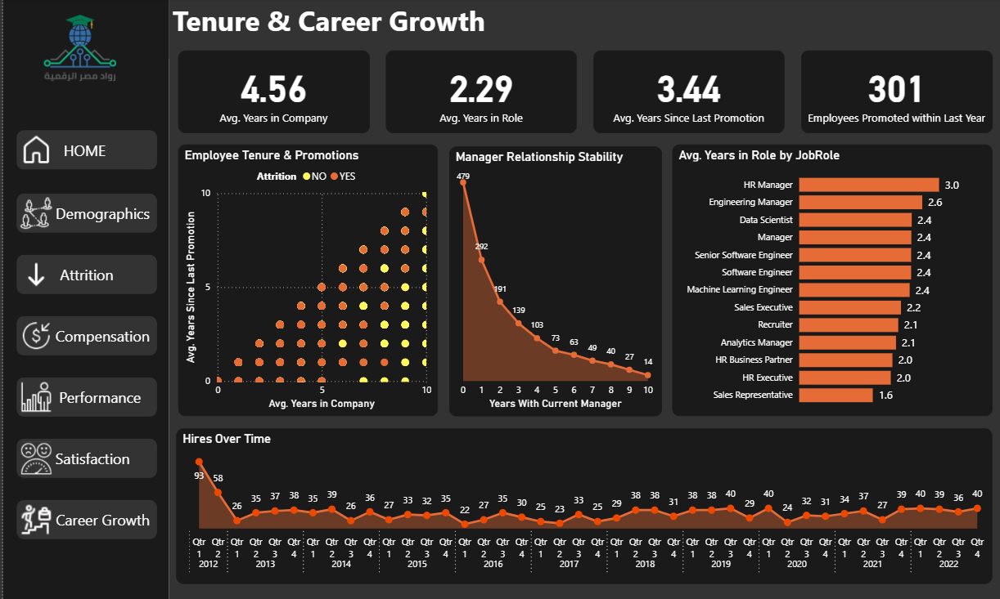 Tenure & Career Growth
رواد مصر الرقمية
HOME
Demographics
Attrition
Compensation
Performance
Satisfaction
Career Growth
4.56
Avg. Years in Company
2.29
Avg. Years in Role
3.44
Avg. Years Since Last Promotion
301
Employees Promoted within Last Year
Employee Tenure & Promotions
Attrition NO YES
Avg. Years Since Last Promotion
10
5
0
0 5 10
Avg. Years in Company
Manager Relationship Stability
479
292
191
139
103
73
63
49
40
27
14
0 1 2 3 4 5 6 7 8 9 10
Years With Current Manager
Avg. Years in Role by JobRole
HR Manager 3.0
Engineering Manager 2.6
Data Scientist 2.4
Manager 2.4
Senior Software Engineer 2.4
Software Engineer 2.4
Machine Learning Engineer 2.4
Sales Executive 2.2
Recruiter 2.1
Analytics Manager 2.1
HR Business Partner 2.0
HR Executive 2.0
Sales Representative 1.6
Hires Over Time
93 58 26 35 37 38 35 39 26 36 27 33 32 35 22 27 35 30 25 23 33 25 29 38 38 31 38 38 40 29 40 24 32 31 34 37 27 39 40 39 36 40
Qtr Qtr Qtr Qtr Qtr Qtr Qtr Qtr Qtr Qtr Qtr Qtr Qtr Qtr Qtr Qtr Qtr Qtr Qtr Qtr Qtr Qtr Qtr Qtr Qtr Qtr Qtr Qtr Qtr Qtr Qtr Qtr Qtr Qtr Qtr Qtr Qtr Qtr Qtr Qtr Qtr Qtr
1 2 1 2 3 4 1 2 3 4 1 2 3 4 1 2 3 4 1 2 3 4 1 2 3 4 1 2 3 4 1 2 3 4 1 2 3 4 1 2 3 4
2012 2013 2014 2015 2016 2017 2018 2019 2020 2021 2022